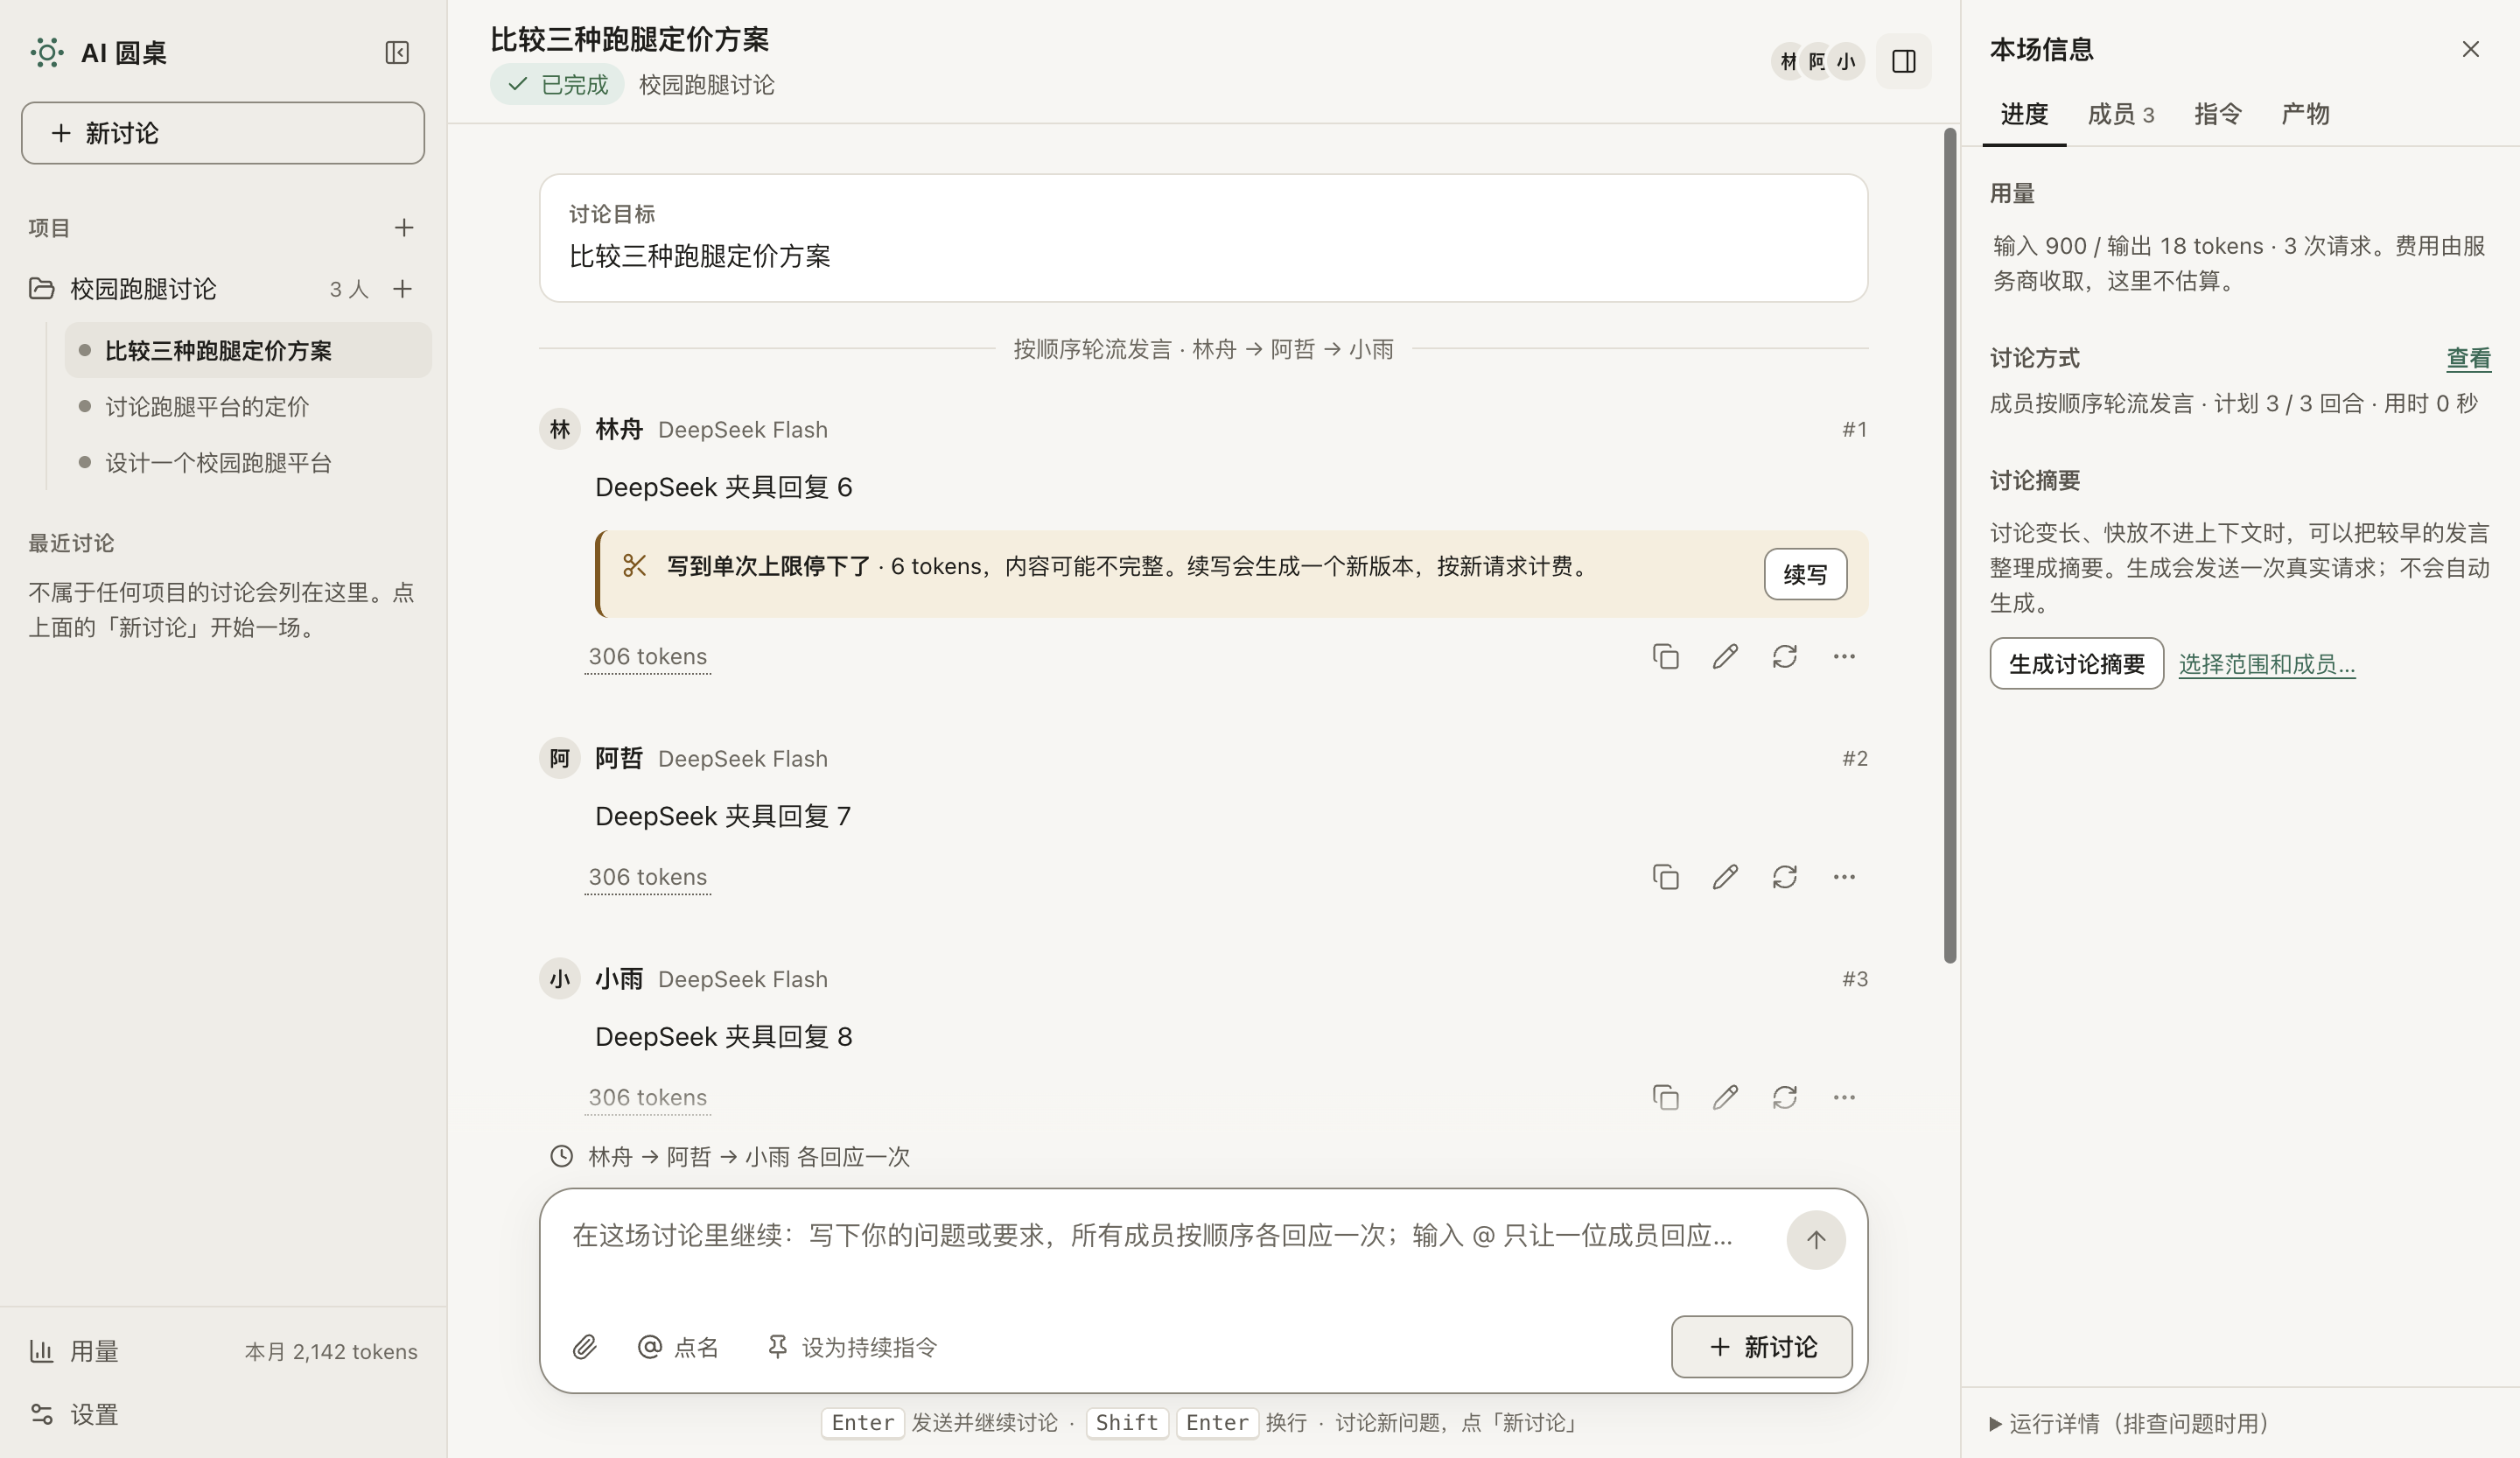 AI 圆桌
新讨论
项目
校园跑腿讨论 3 人
比较三种跑腿定价方案
讨论跑腿平台的定价
设计一个校园跑腿平台
最近讨论
不属于任何项目的讨论会列在这里。点
上面的「新讨论」开始一场。
用量 本月 2,142 tokens
设置
比较三种跑腿定价方案
已完成 校园跑腿讨论
林 阿 小
讨论目标
比较三种跑腿定价方案
按顺序轮流发言 · 林舟 → 阿哲 → 小雨
林 林舟 DeepSeek Flash #1
DeepSeek 夹具回复 6
写到单次上限停下了 · 6 tokens，内容可能不完整。续写会生成一个新版本，按新请求计费。 续写
306 tokens
阿 阿哲 DeepSeek Flash #2
DeepSeek 夹具回复 7
306 tokens
小 小雨 DeepSeek Flash #3
DeepSeek 夹具回复 8
306 tokens
林舟 → 阿哲 → 小雨 各回应一次
在这场讨论里继续：写下你的问题或要求，所有成员按顺序各回应一次；输入 @ 只让一位成员回应...
点名 设为持续指令 新讨论
Enter 发送并继续讨论 · Shift Enter 换行 · 讨论新问题，点「新讨论」
本场信息
进度 成员 3 指令 产物
用量
输入 900 / 输出 18 tokens · 3 次请求。费用由服
务商收取，这里不估算。
讨论方式 查看
成员按顺序轮流发言 · 计划 3 / 3 回合 · 用时 0 秒
讨论摘要
讨论变长、快放不进上下文时，可以把较早的发言
整理成摘要。生成会发送一次真实请求；不会自动
生成。
生成讨论摘要 选择范围和成员...
运行详情（排查问题时用）